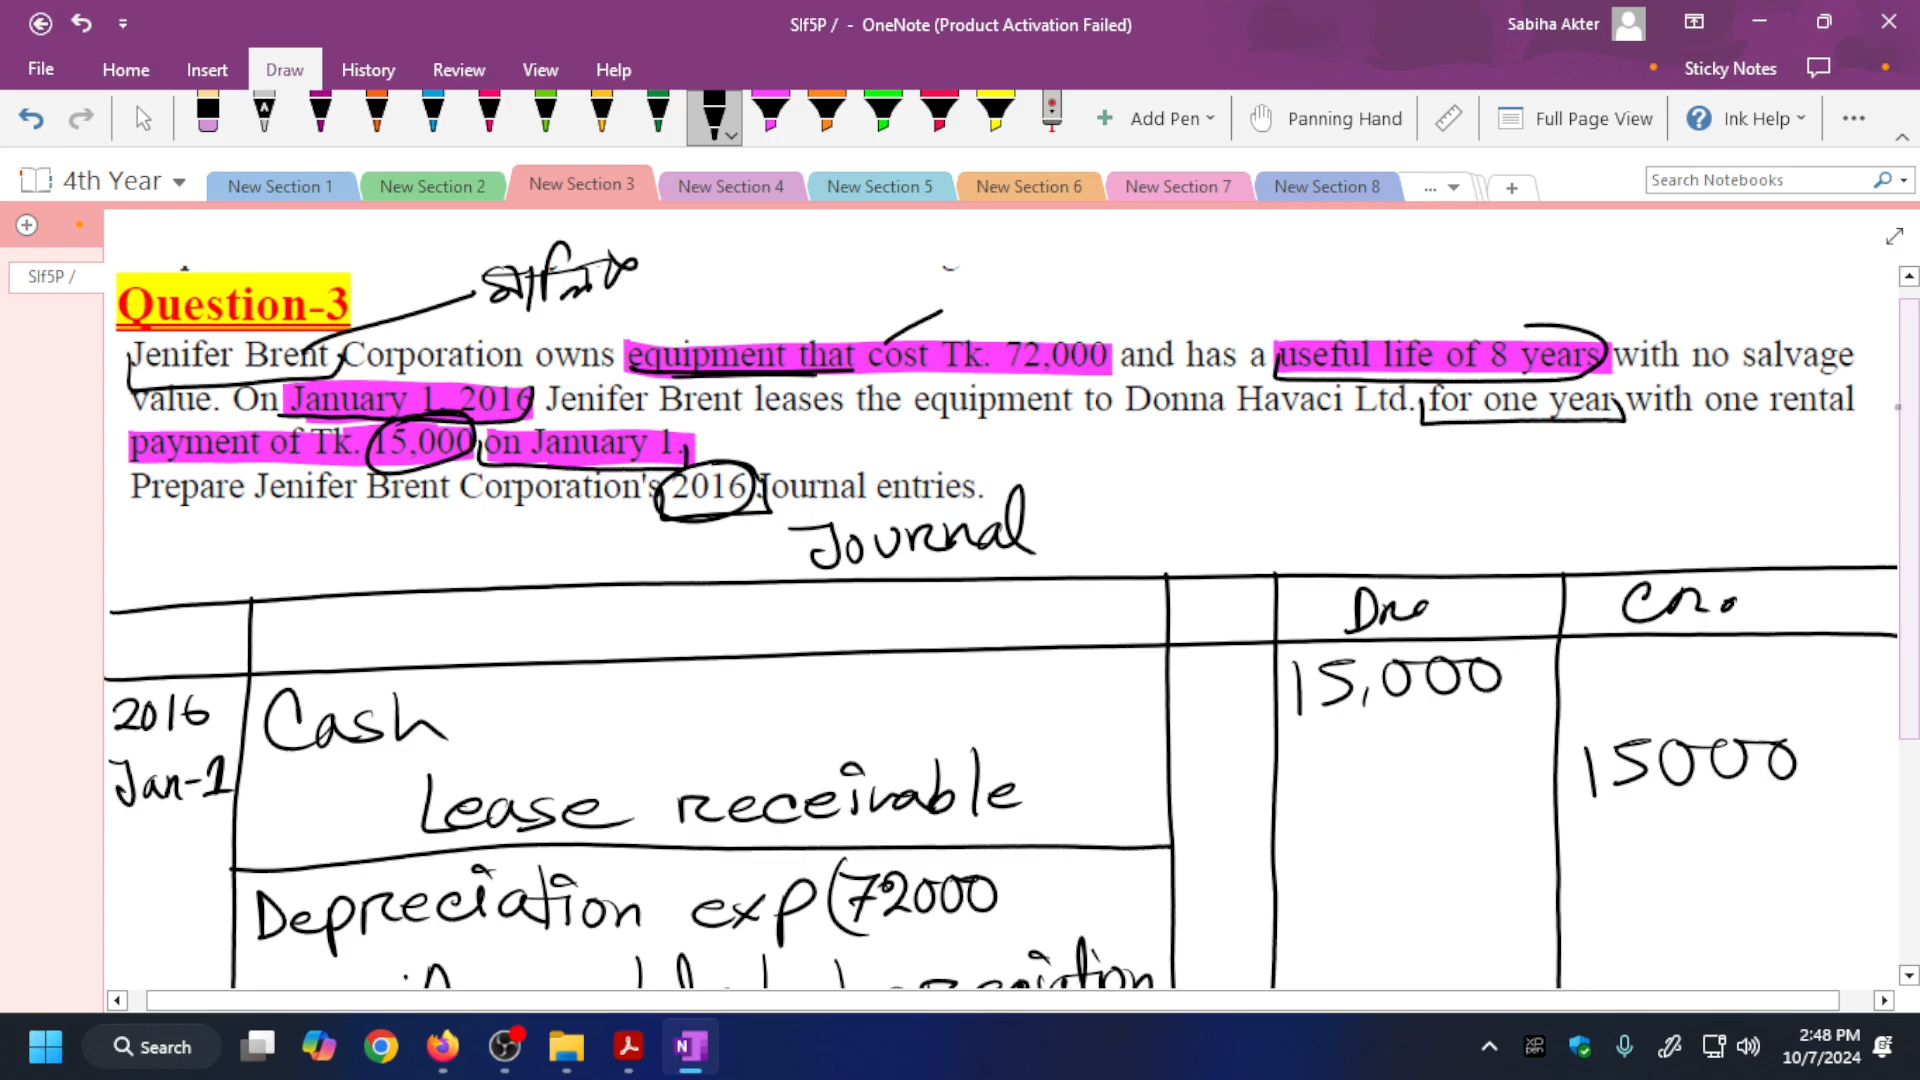 SIf5P / - OneNote (Product Activation Failed)
Sabiha Akter
File Home Insert Draw History Review View Help
Sticky Notes
A
Add Pen
Panning Hand
Full Page View
Ink Help
4th Year
New Section 1
New Section 2
New Section 3
New Section 4
New Section 5
New Section 6
New Section 7
New Section 8
...
Search Notebooks
SIf5P /
মালিক
Question-3
Jenifer Brent Corporation owns equipment that cost Tk. 72,000 and has a useful life of 8 years with no salvage
value. On January 1, 2016 Jenifer Brent leases the equipment to Donna Havaci Ltd. for one year with one rental
payment of Tk. 15,000 on January 1.
Prepare Jenifer Brent Corporation's 2016 Journal entries.
Journal
Dr. Cr.
2016 Cash 15,000
Jan-1 Lease receivable 15000
Depreciation exp (72000
Search
2:48 PM
10/7/2024